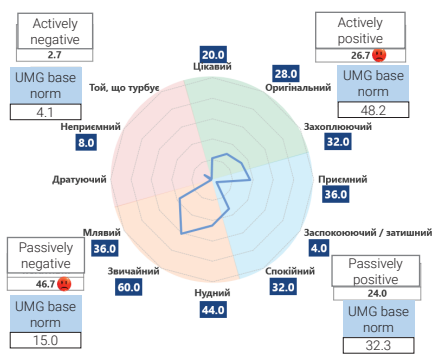 Actively
negative
2.7
UMG base
norm
4.1
20.0
Цікавий
Actively
positive
26.7
UMG base
norm
48.2
28.0
Оригінальний
Той, що турбує
Неприємний
8.0
Захоплюючий
32.0
Дратуючий
Приємний
36.0
Млявий
36.0
Заспокоюючий / затишний
4.0
Звичайний
60.0
Спокійний
32.0
Нудний
44.0
Passively
negative
46.7
UMG base
norm
15.0
Passively
positive
24.0
UMG base
norm
32.3